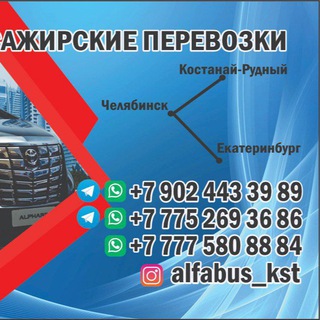 АЖИРСКИЕ ПЕРЕВОЗКИ
Костанай-Рудный
Челябинск
Екатеринбург
+7 902 443 39 89
+7 775 269 36 86
+7 777 580 88 84
alfabus_kst